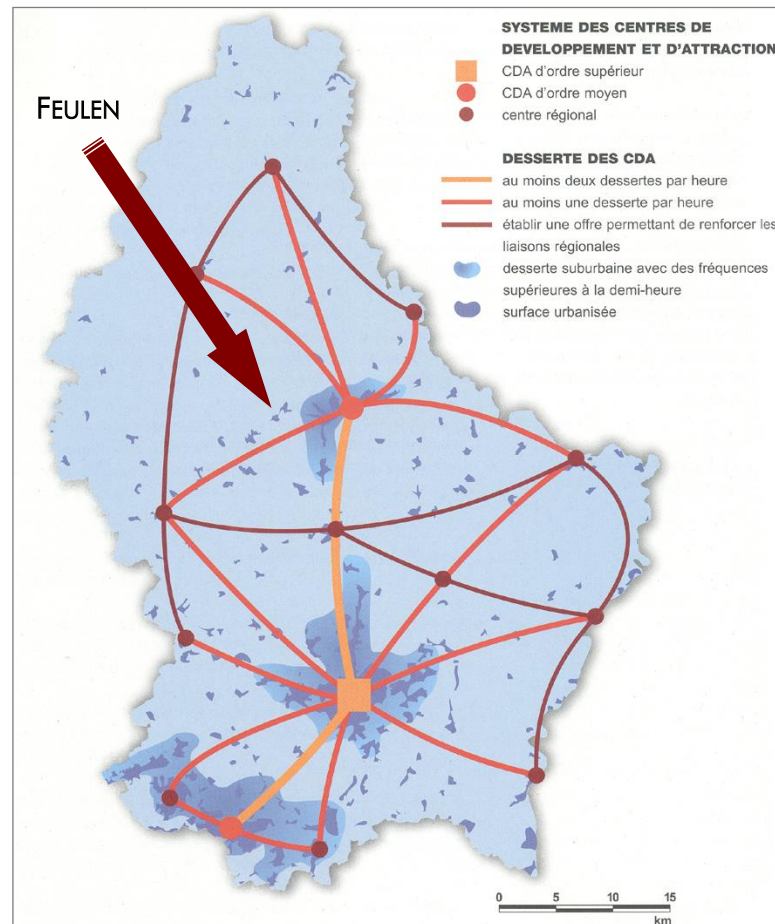 SYSTEME DES CENTRES DE
DEVELOPPEMENT ET D'ATTRACTION
CDA d'ordre supérieur
CDA d'ordre moyen
centre régional
FEULEN
DESSERTE DES CDA
au moins deux dessertes par heure
au moins une desserte par heure
établir une offre permettant de renforcer les
liaisons régionales
desserte suburbaine avec des fréquences
supérieures à la demi-heure
surface urbanisée
0 5 10 15
km